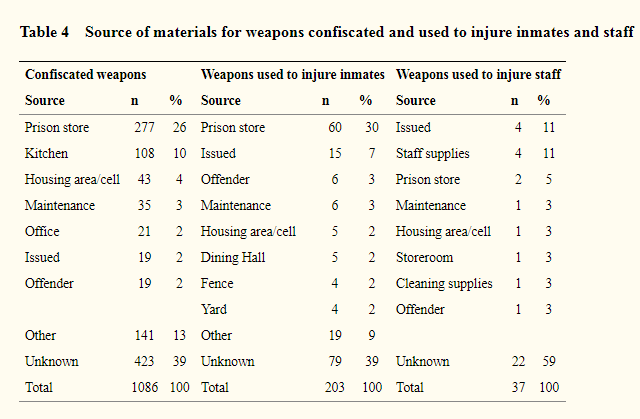 Table 4 Source of materials for weapons confiscated and used to injure inmates and staff
Confiscated weapons Weapons used to injure inmates Weapons used to injure staff
Source n % Source n % Source n %
Prison store 277 26 Prison store 60 30 Issued 4 11
Kitchen 108 10 Issued 15 7 Staff supplies 4 11
Housing area/cell 43 4 Offender 6 3 Prison store 2 5
Maintenance 35 3 Maintenance 6 3 Maintenance 1 3
Office 21 2 Housing area/cell 5 2 Housing area/cell 1 3
Issued 19 2 Dining Hall 5 2 Storeroom 1 3
Offender 19 2 Fence 4 2 Cleaning supplies 1 3
Yard 4 2 Offender 1 3
Other 141 13 Other 19 9
Unknown 423 39 Unknown 79 39 Unknown 22 59
Total 1086 100 Total 203 100 Total 37 100